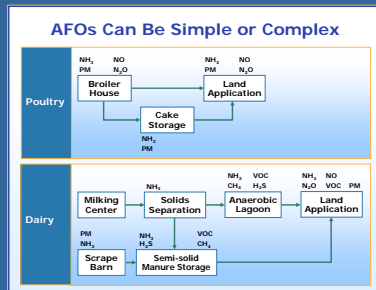 AFOs Can Be Simple or Complex
Poultry
NH₃ NO
PM N₂O
NH₃ NO
PM N₂O
Broiler
House
Land
Application
Cake
Storage
NH₃
PM
Dairy
NH₃
NH₃ VOC
CH₄ H₂S
NH₃ NO
N₂O VOC PM
Milking
Center
Solids
Separation
Anaerobic
Lagoon
Land
Application
PM
NH₃
NH₃
H₂S
VOC
CH₄
Scrape
Barn
Semi-solid
Manure Storage